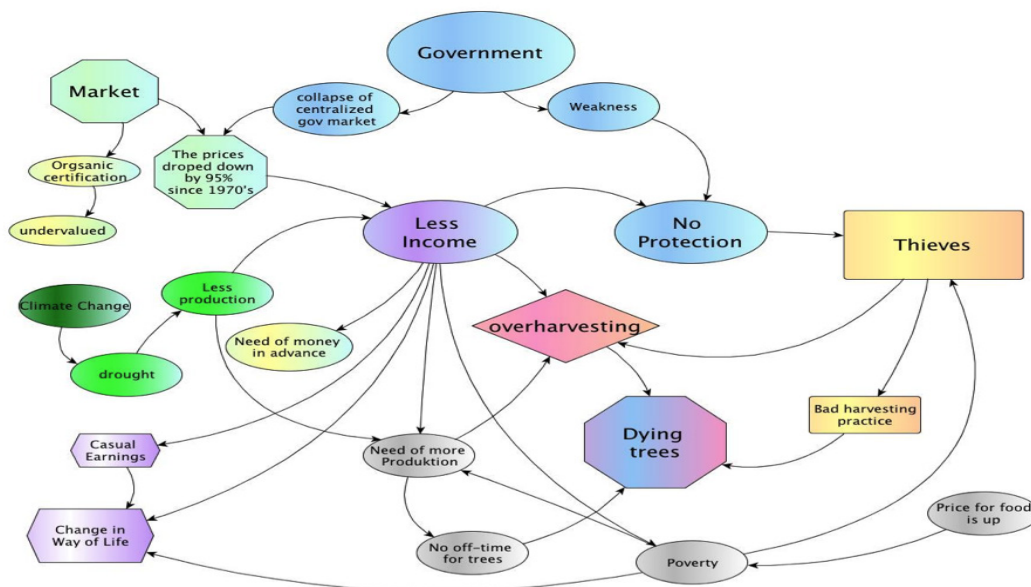 Government
Market
collapse of
centralized
gov market
Weakness
Orgsanic
certification
The prices
droped down
by 95%
since 1970's
undervalued
Less
Income
No
Protection
Thieves
Less
production
Climate Change
overharvesting
Need of money
in advance
drought
Bad harvesting
practice
Casual
Earnings
Need of more
Produktion
Dying
trees
Change in
Way of Life
No off-time
for trees
Poverty
Price for food
is up